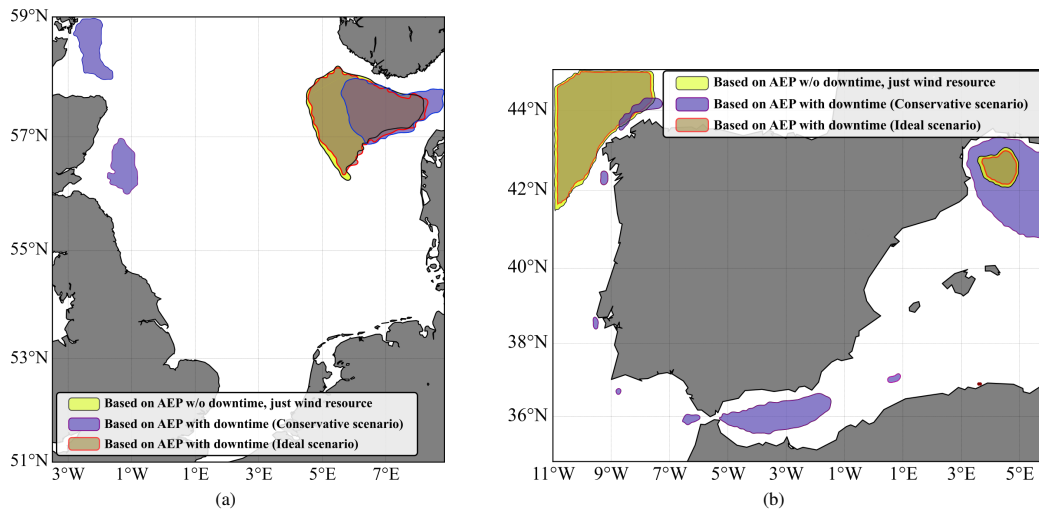 59°N
57°N
55°N
53°N
51°N
3°W
1°W
1°E
3°E
5°E
7°E
Based on AEP w/o downtime, just wind resource
Based on AEP with downtime (Conservative scenario)
Based on AEP with downtime (Ideal scenario)
(a)
44°N
42°N
40°N
38°N
36°N
11°W
9°W
7°W
5°W
3°W
1°W
1°E
3°E
5°E
Based on AEP w/o downtime, just wind resource
Based on AEP with downtime (Conservative scenario)
Based on AEP with downtime (Ideal scenario)
(b)